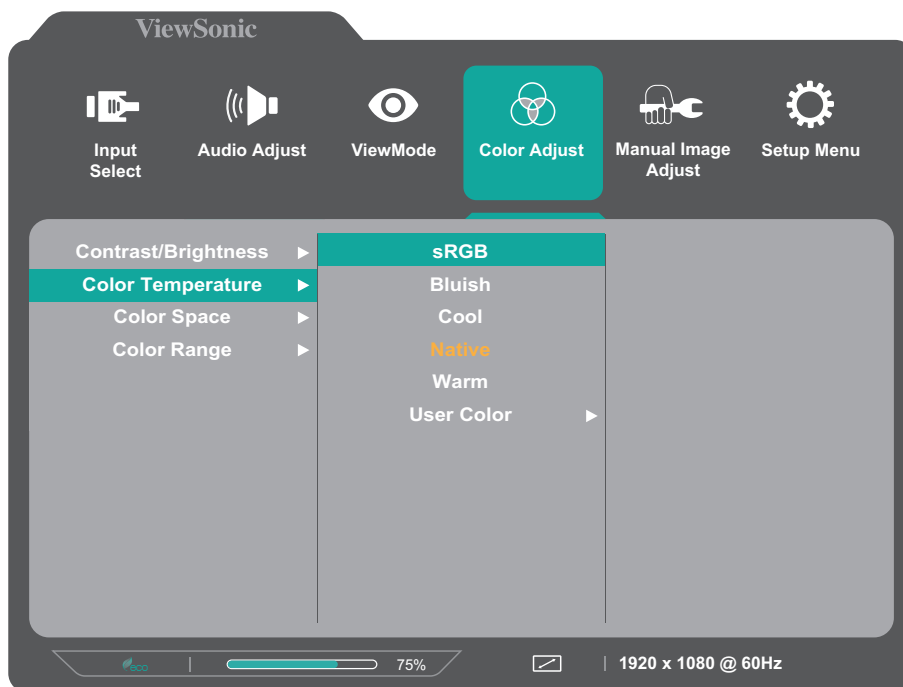 ViewSonic
Input
Select
Audio Adjust
ViewMode
Color Adjust
Manual Image
Adjust
Setup Menu
Contrast/Brightness
Color Temperature
Color Space
Color Range
sRGB
Bluish
Cool
Native
Warm
User Color
eco
75%
1920 x 1080 @ 60Hz